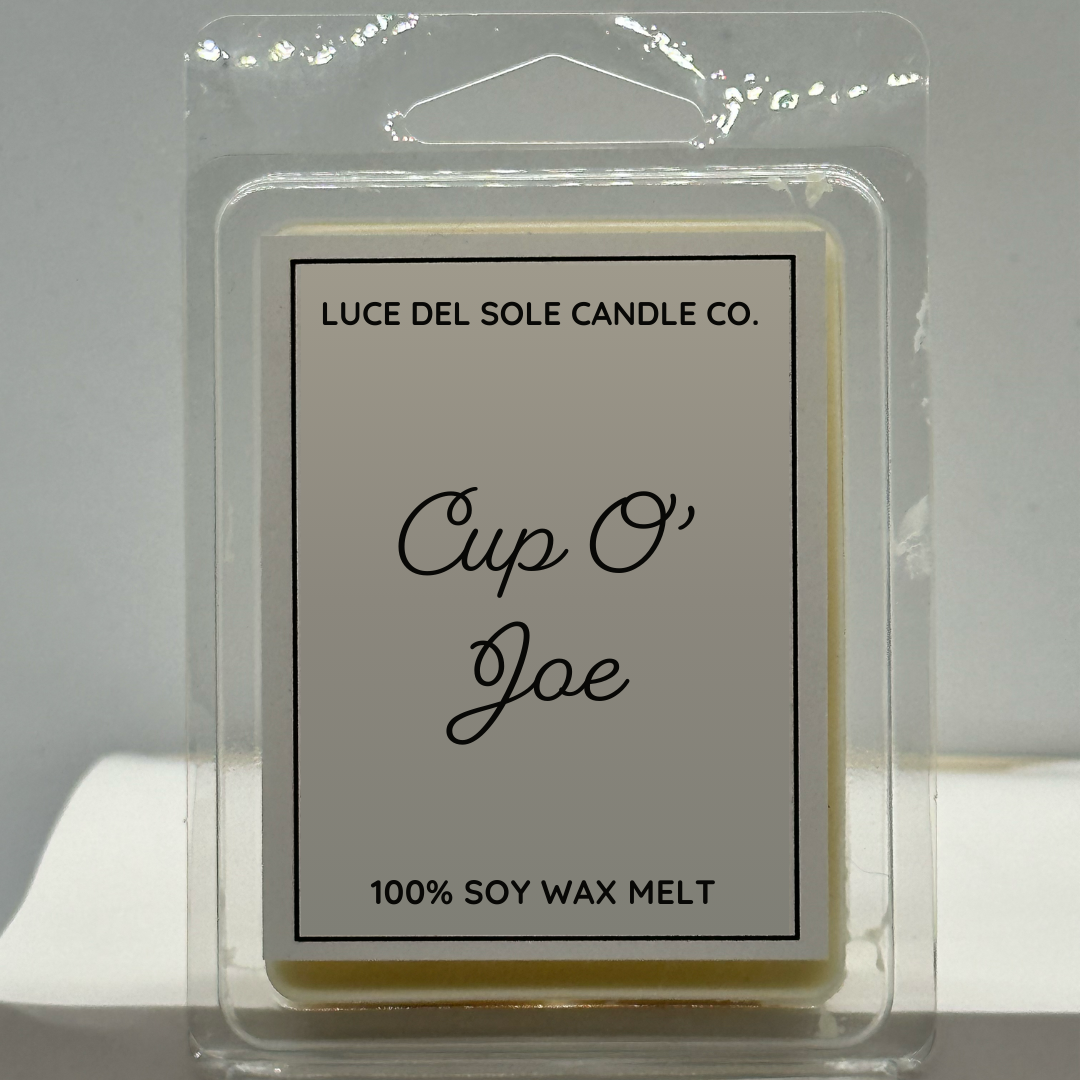 LUCE DEL SOLE CANDLE CO.
Cup O’
Joe
100% SOY WAX MELT